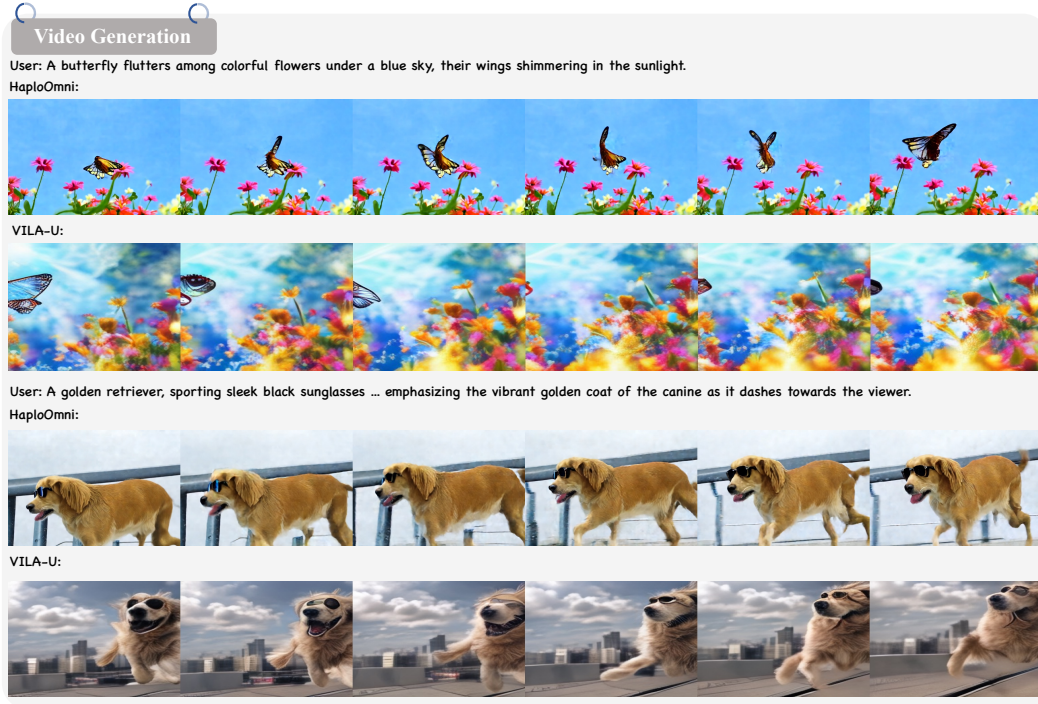 Video Generation
User: A butterfly flutters among colorful flowers under a blue sky, their wings shimmering in the sunlight.
HaploOmni:
VILA-U:
User: A golden retriever, sporting sleek black sunglasses ... emphasizing the vibrant golden coat of the canine as it dashes towards the viewer.
HaploOmni:
VILA-U: